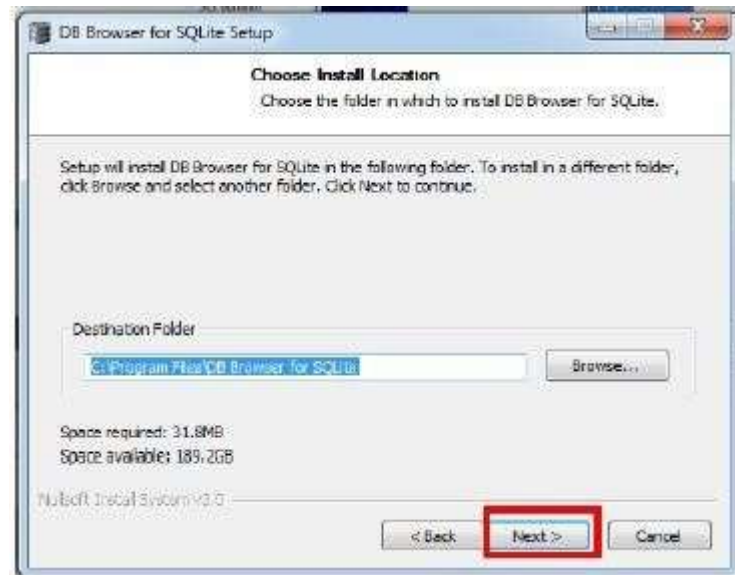 DB Browser for SQLite Setup
Choose Install Location
Choose the folder in which to install DB Browser for SQLite.
Setup will install DB Browser for SQLite in the following folder. To install in a different folder,
click Browse and select another folder. Click Next to continue.
Destination Folder
C:\Program Files\DB Browser for SQLite
Browse...
Space required: 31.8MB
Space available: 189.2GB
Nullsoft Install System v3.0
< Back
Next >
Cancel